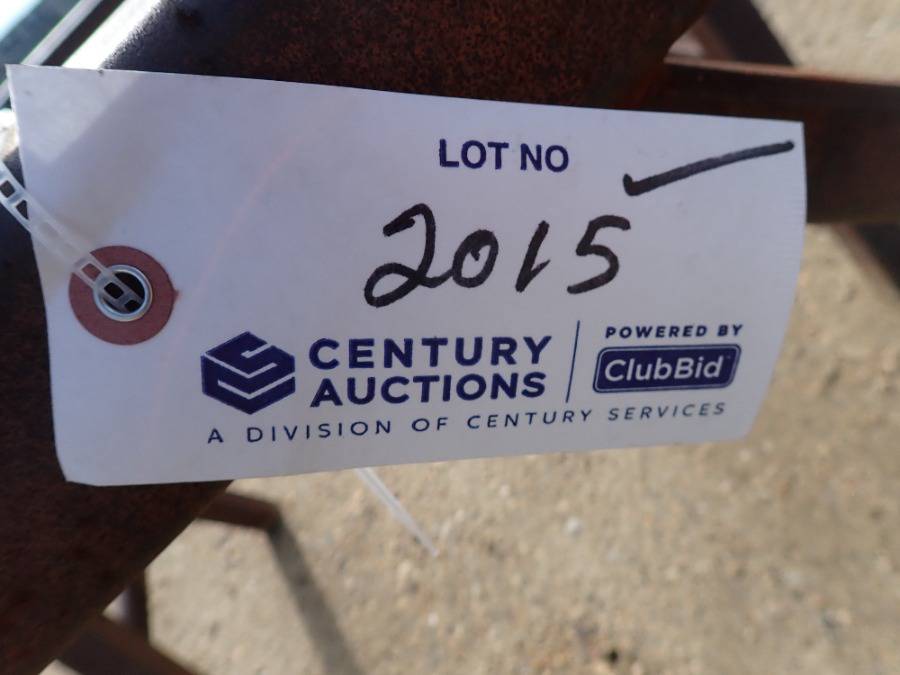 LOT NO
2015
CENTURY AUCTIONS
POWERED BY
ClubBid
A DIVISION OF CENTURY SERVICES